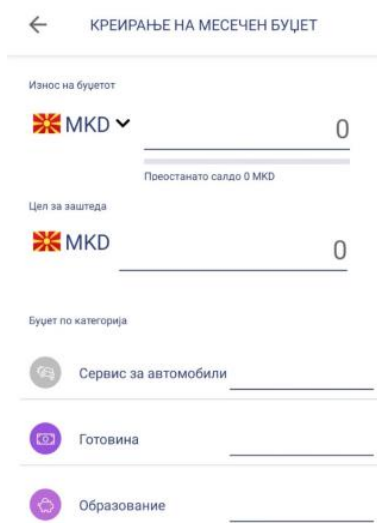 КРЕИРАЊЕ НА МЕСЕЧЕН БУЏЕТ
Износ на буџетот
MKD 0
Преостанато салдо 0 MKD
Цел за заштеда
MKD 0
Буџет по категорија
Сервис за автомобили
Готовина
Образование